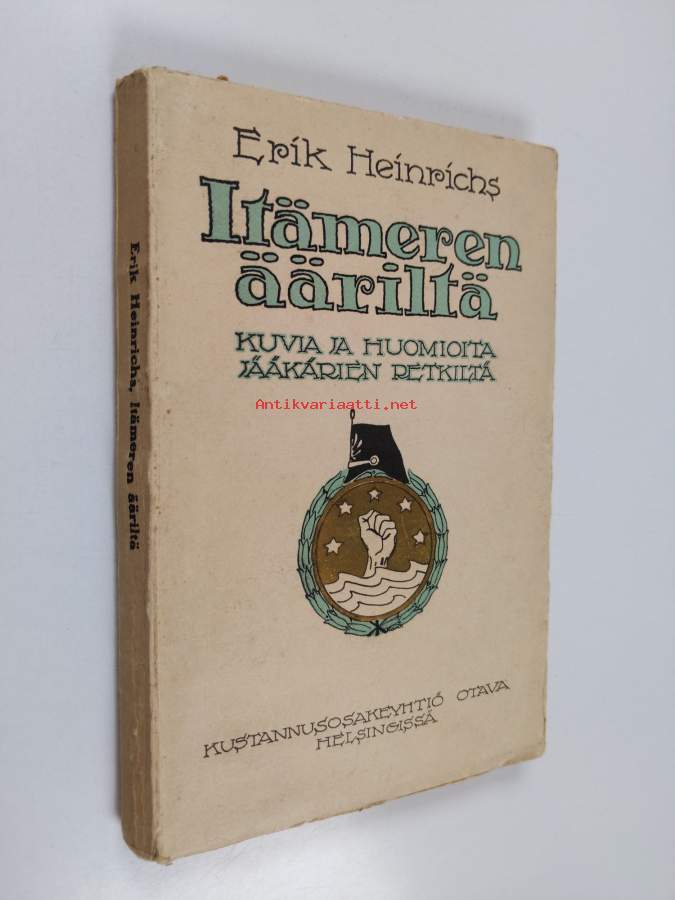 Erik Heinrichs
Itämeren
ääriltä
KUVIA JA HUOMIOITA
JÄÄKÄRIEN RETKILTÄ
Antikvariaatti.net
KUSTANNUSOSAKEYHTIÖ OTAVA
HELSINGISSÄ
Erik Heinrichs, Itämeren ääriltä